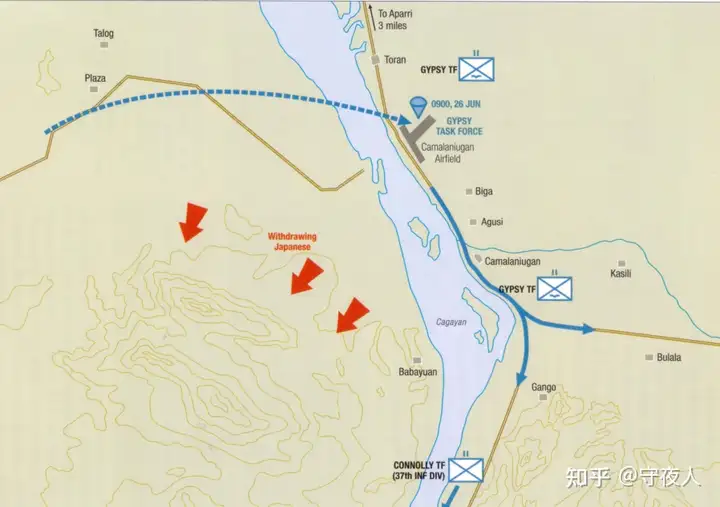 To Aparri
3 miles
Talog
Toran
GYPSY TF
II
Plaza
0900, 26 JUN
GYPSY
TASK FORCE
Camalaniugan
Airfield
Biga
Agusi
Withdrawing
Japanese
Camalaniugan
Kasili
GYPSY TF
II
Cagayan
Bulala
Babayuan
Gango
CONNOLLY TF
(37th INF DIV)
II
知乎 @守夜人